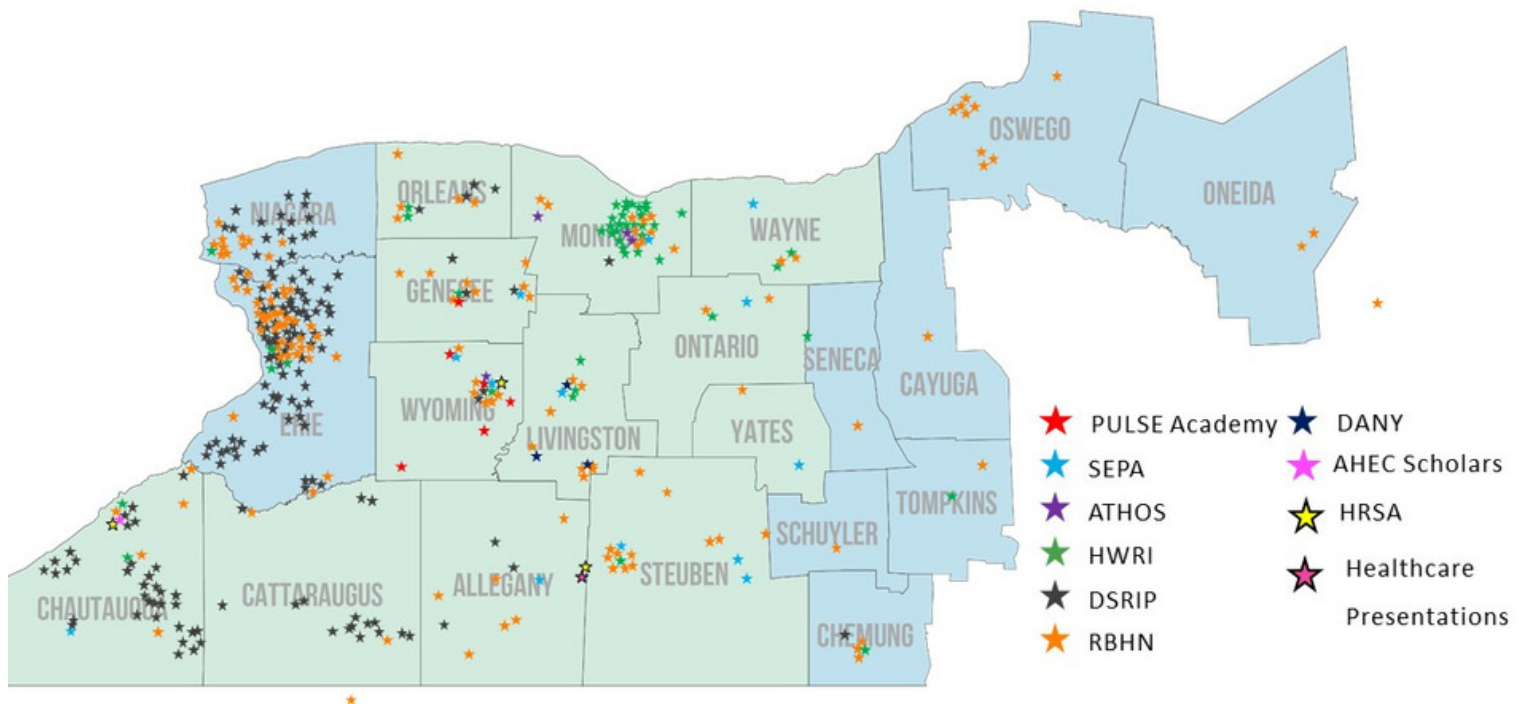 OSWEGO
ONEIDA
NIAGARA
ORLEANS
MONROE
WAYNE
GENESEE
ONTARIO
SENECA
CAYUGA
ERIE
WYOMING
LIVINGSTON
YATES
TOMPKINS
SCHUYLER
CHAUTAUQUA
CATTARAUGUS
ALLEGANY
STEUBEN
CHEMUNG
PULSE Academy
SEPA
ATHOS
HWRI
DSRIP
RBHN
DANY
AHEC Scholars
HRSA
Healthcare
Presentations